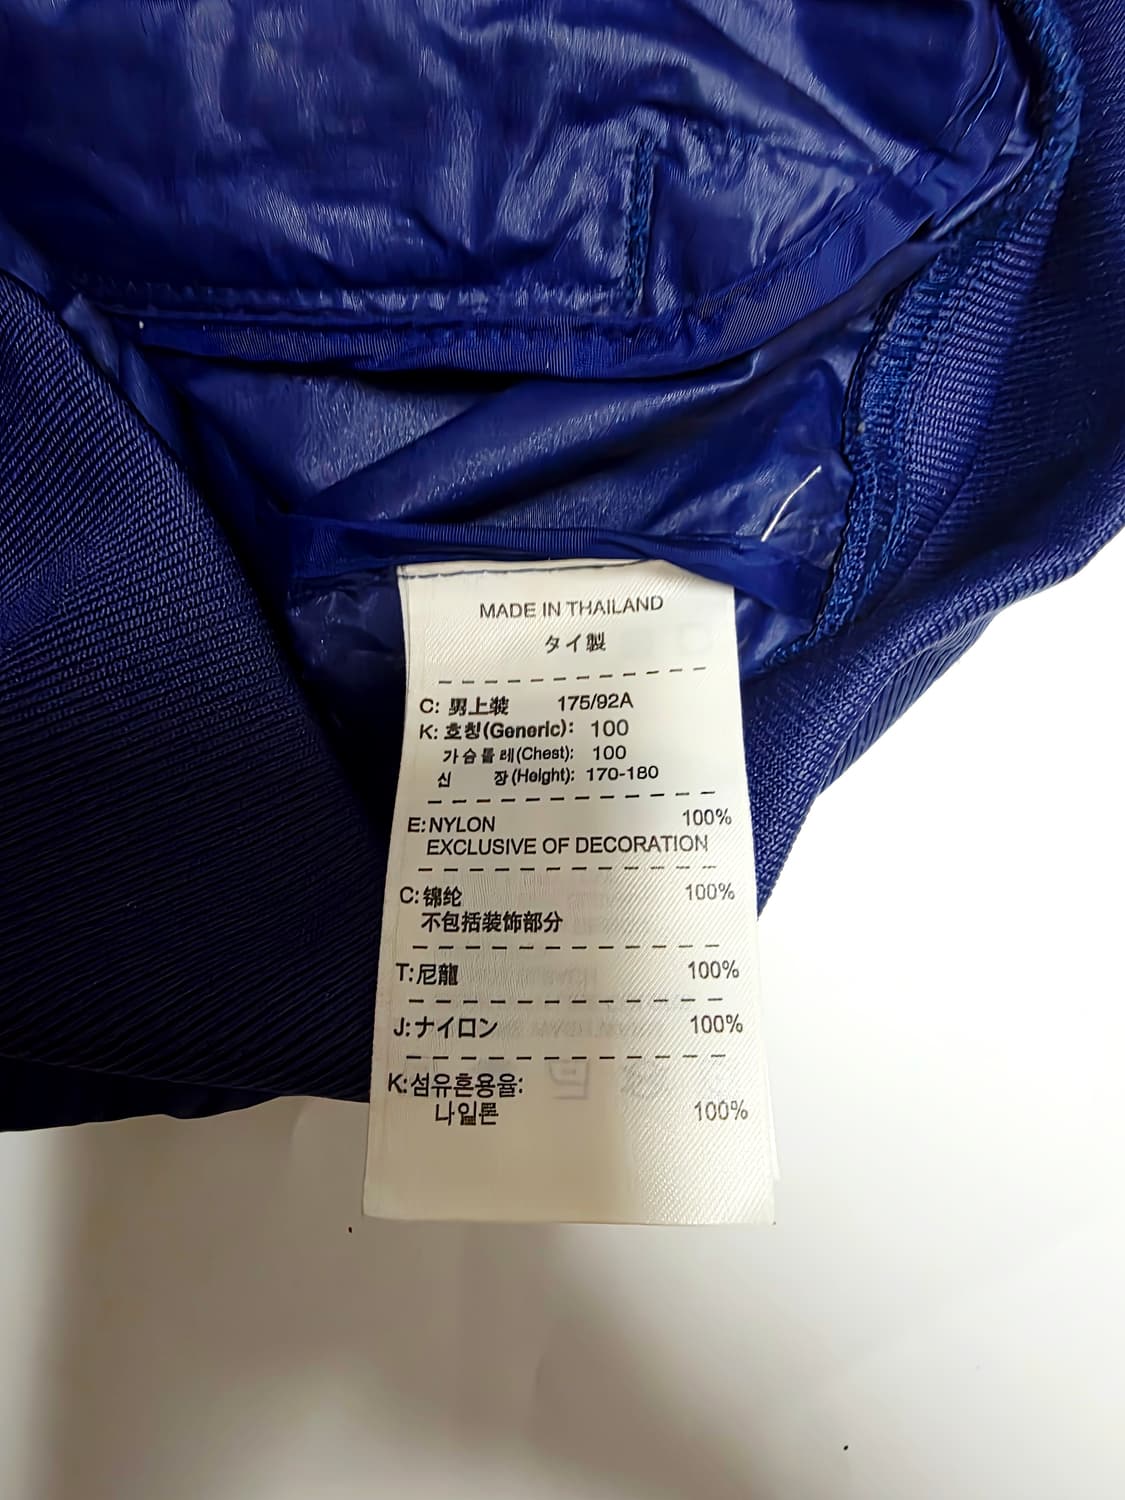 MADE IN THAILAND
タイ製
C: 男上装 175/92A
K: 호칭(Generic): 100
가슴둘레(Chest): 100
신 장(Height): 170-180
E: NYLON 100%
EXCLUSIVE OF DECORATION
C: 锦纶 100%
不包括装饰部分
T: 尼龍 100%
J: ナイロン 100%
K: 섬유혼용율:
나일론 100%